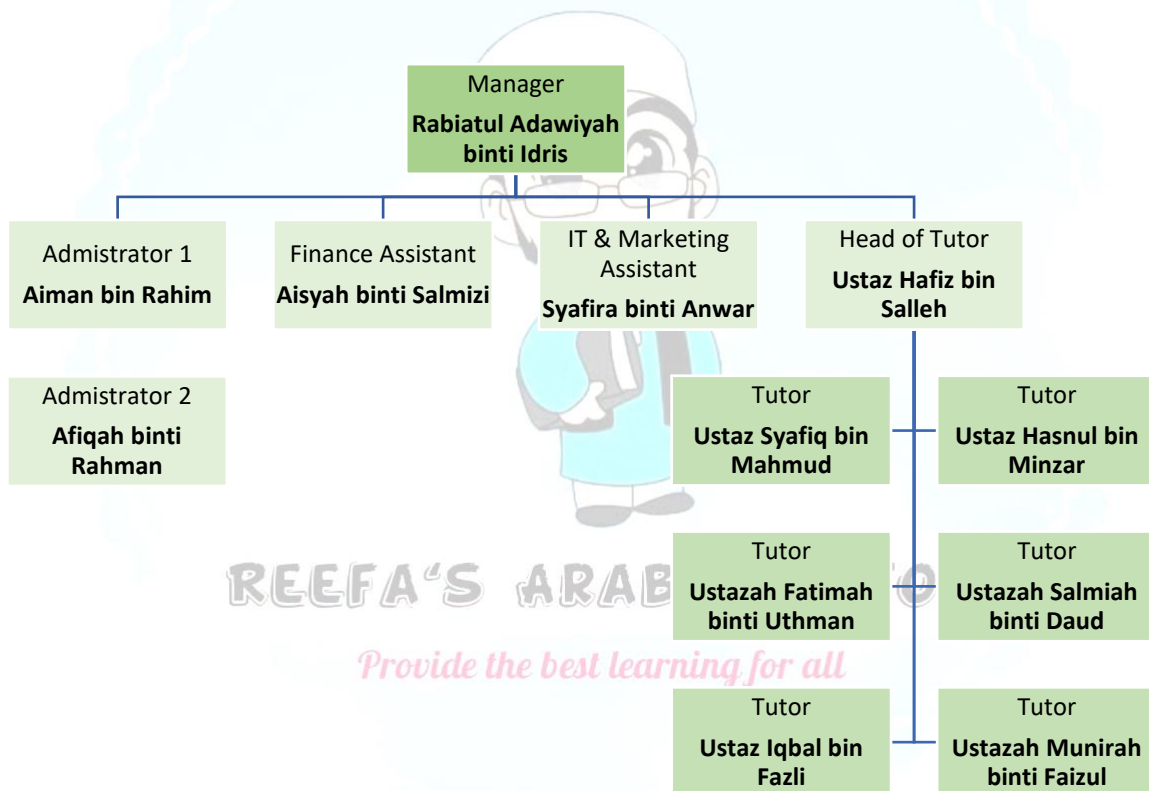 Manager
Rabiatul Adawiyah
binti Idris
Admistrator 1
Aiman bin Rahim
Finance Assistant
Aisyah binti Salmizi
IT & Marketing
Assistant
Syafira binti Anwar
Head of Tutor
Ustaz Hafiz bin
Salleh
Admistrator 2
Afiqah binti
Rahman
Tutor
Ustaz Syafiq bin
Mahmud
Tutor
Ustaz Hasnul bin
Minzar
Tutor
Ustazah Fatimah
binti Uthman
Tutor
Ustazah Salmiah
binti Daud
Tutor
Ustaz Iqbal bin
Fazli
Tutor
Ustazah Munirah
binti Faizul
REEFA'S ARAB
Provide the best learning for all